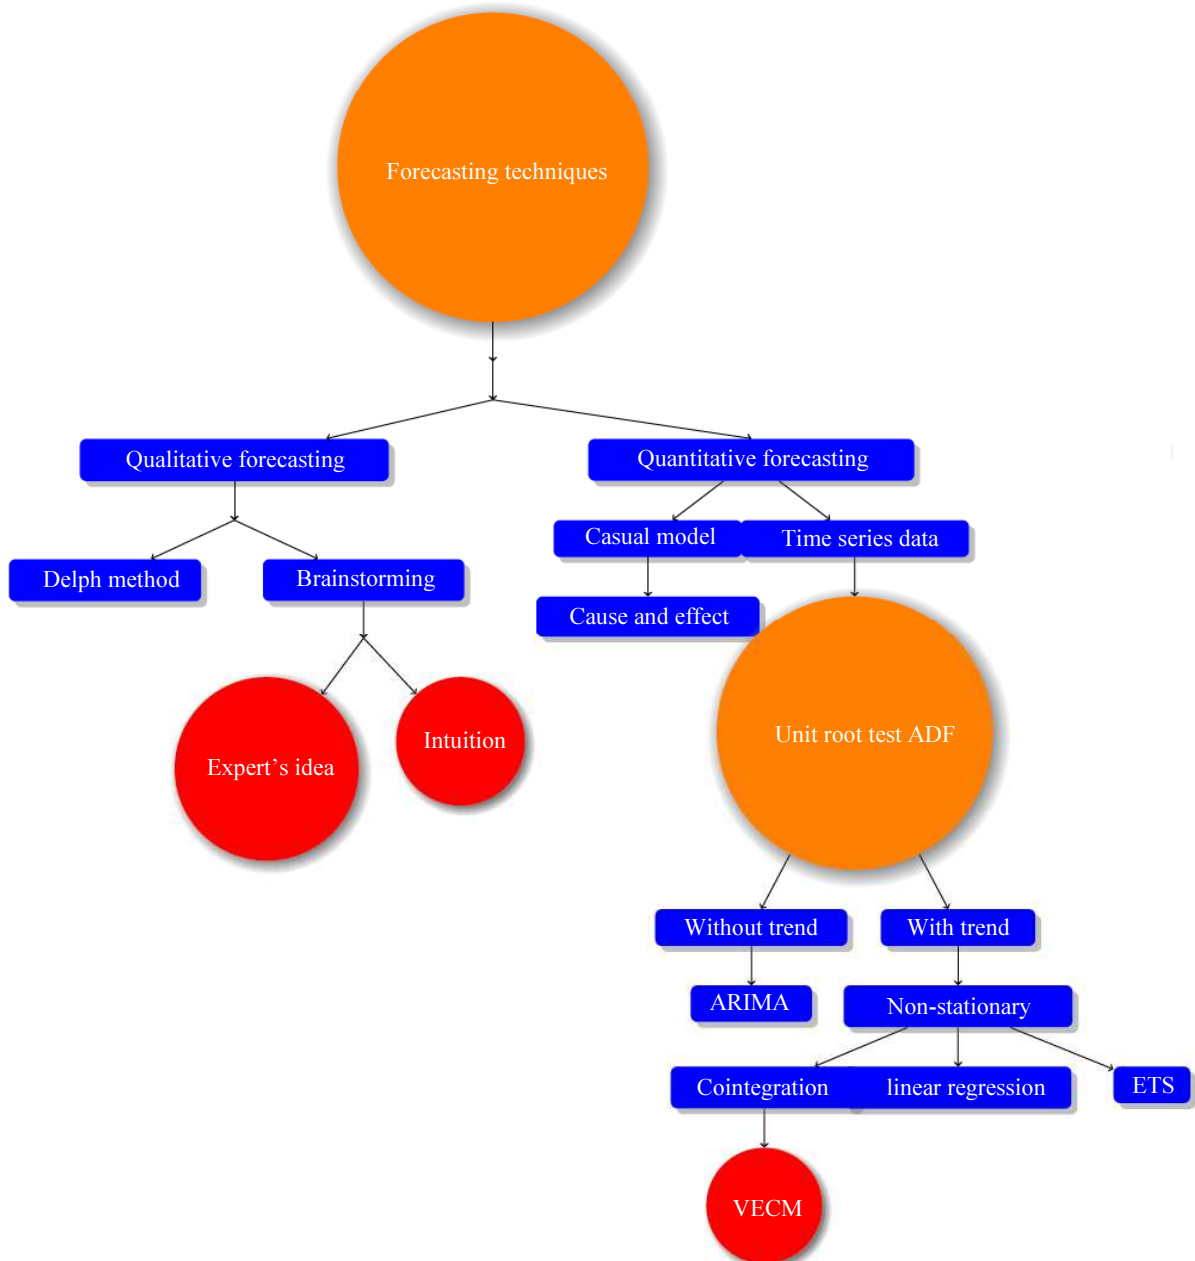 Forecasting techniques
Qualitative forecasting
Quantitative forecasting
Casual model
Time series data
Delph method
Brainstorming
Cause and effect
Expert’s idea
Intuition
Unit root test ADF
Without trend
With trend
ARIMA
Non-stationary
Cointegration
linear regression
ETS
VECM